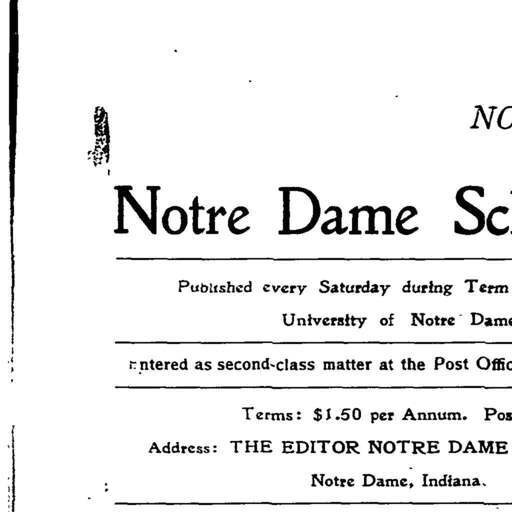 NO
Notre Dame Sc
Published every Saturday during Term
University of Notre Dame
Entered as second-class matter at the Post Offic
Terms: $1.50 per Annum. Pos
Address: THE EDITOR NOTRE DAME
Notre Dame, Indiana.